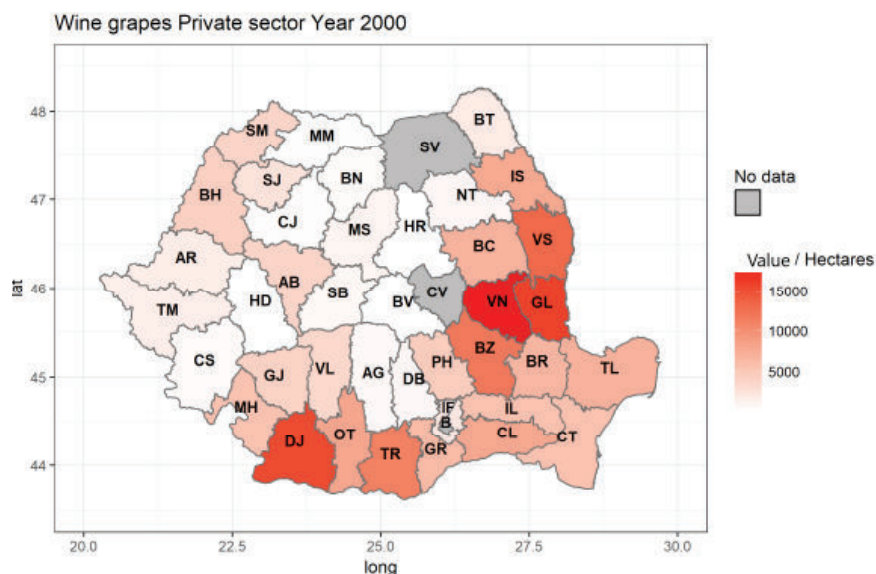 Wine grapes Private sector Year 2000
48
47
46
45
44
lat
20.0
22.5
25.0
27.5
30.0
long
SM
MM
SV
BT
BH
SJ
BN
IS
CJ
NT
MS
HR
BC
VS
AR
AB
TM
HD
SB
BV
CV
VN
GL
CS
GJ
VL
AG
DB
PH
BZ
BR
TL
MH
IF
B
IL
DJ
OT
TR
GR
CL
CT
No data
Value / Hectares
15000
10000
5000